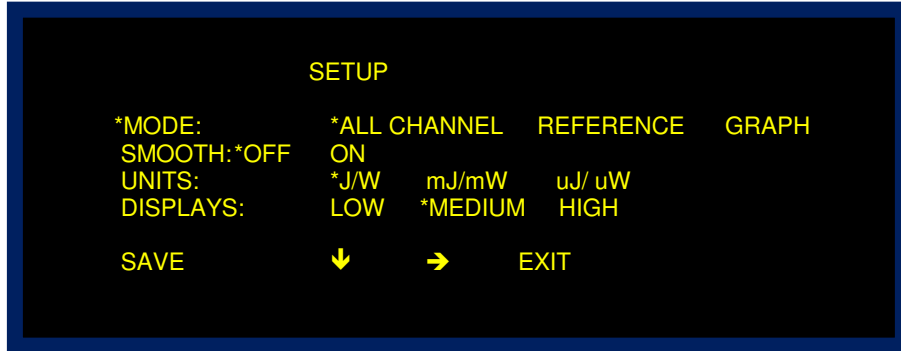 SETUP
*MODE: *ALL CHANNEL REFERENCE GRAPH
SMOOTH:*OFF ON
UNITS: *J/W mJ/mW uJ/ uW
DISPLAYS: LOW *MEDIUM HIGH
SAVE ↓ → EXIT